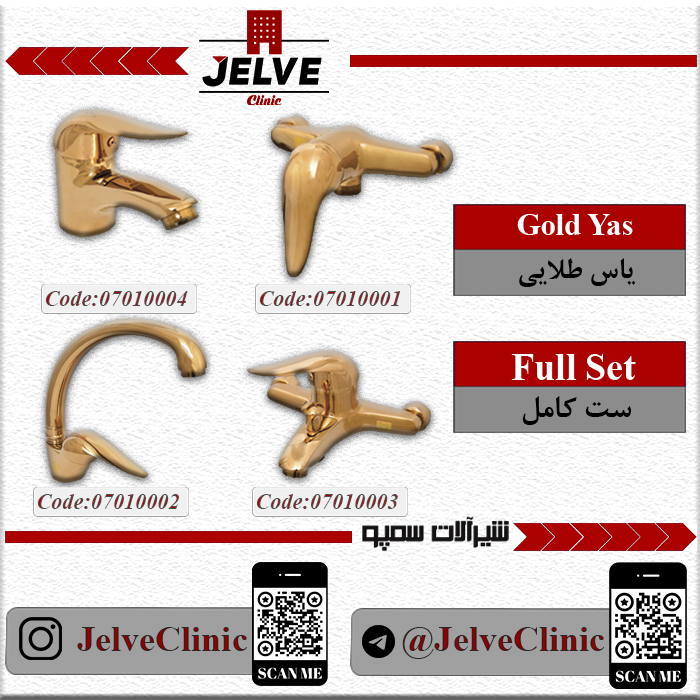 JELVE
Clinic
Code:07010004
Code:07010001
Gold Yas
یاس طلایی
Code:07010002
Code:07010003
Full Set
ست کامل
شیرآلات سمپو
JelveClinic
SCAN ME
@JelveClinic
SCAN ME